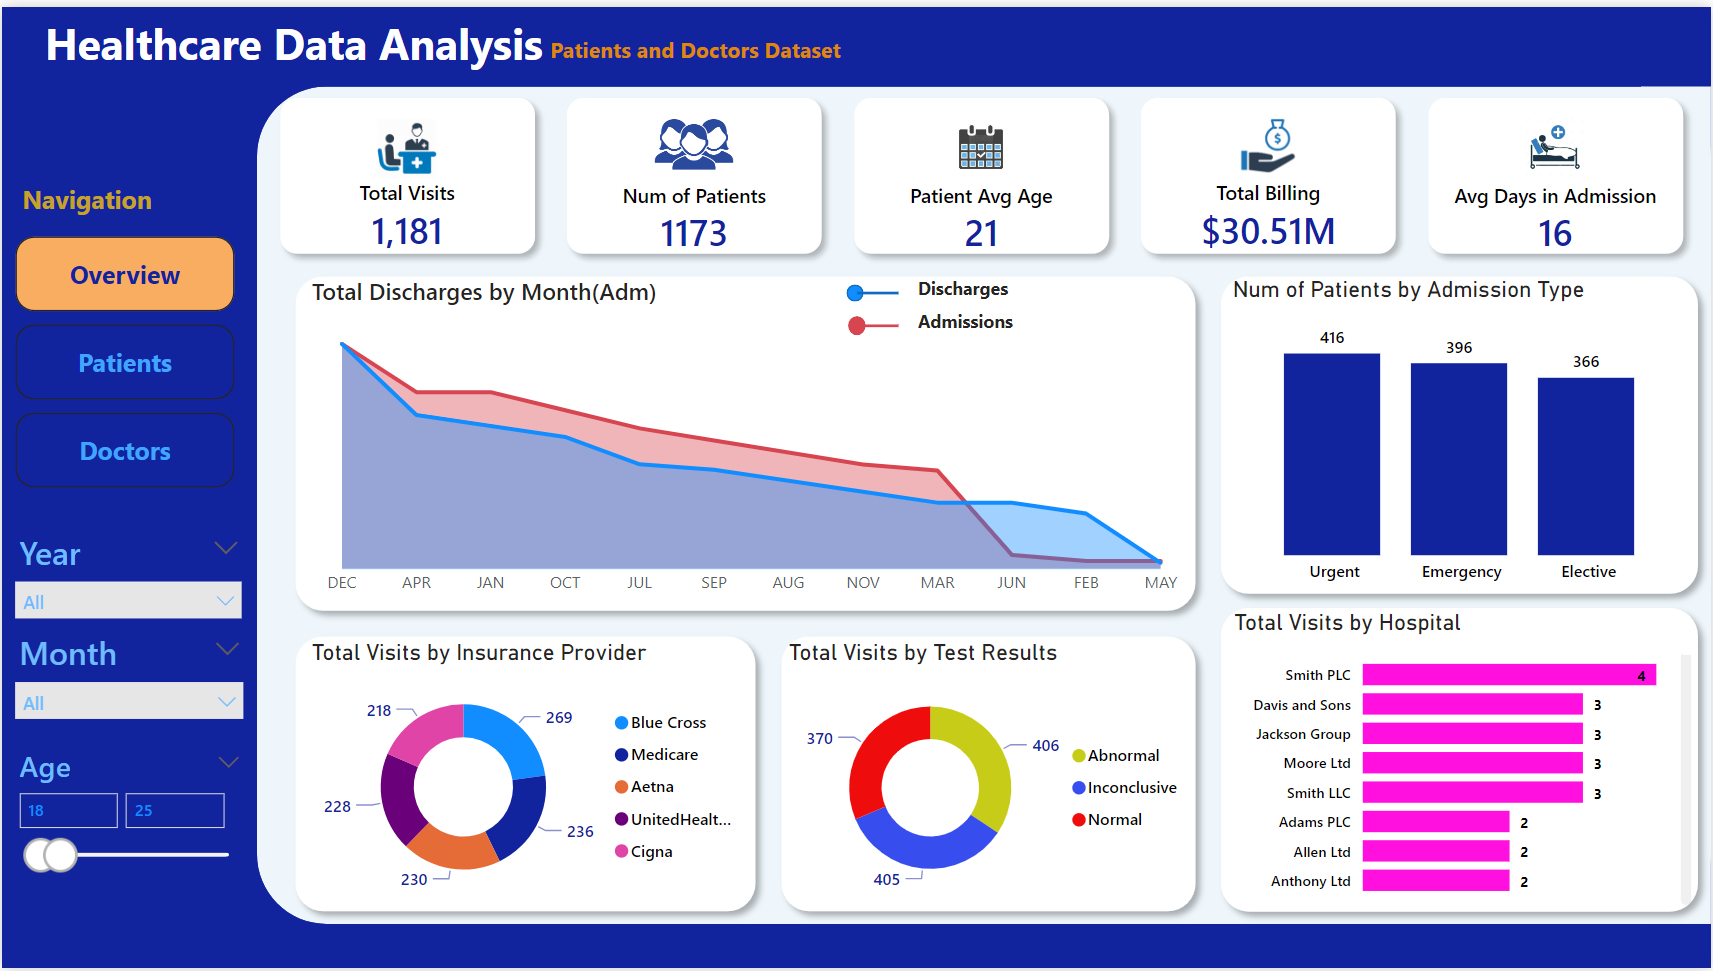 Healthcare Data Analysis Patients and Doctors Dataset
Navigation
Overview
Patients
Doctors
Year
All
Month
All
Age
18 25
Total Visits
1,181
Num of Patients
1173
Patient Avg Age
21
Total Billing
$30.51M
Avg Days in Admission
16
Total Discharges by Month(Adm)
Discharges
Admissions
DEC APR JAN OCT JUL SEP AUG NOV MAR JUN FEB MAY
Num of Patients by Admission Type
416 396 366
Urgent Emergency Elective
Total Visits by Insurance Provider
218 269
228 236
230
Blue Cross
Medicare
Aetna
UnitedHealt...
Cigna
Total Visits by Test Results
370 406
405
Abnormal
Inconclusive
Normal
Total Visits by Hospital
Smith PLC 4
Davis and Sons 3
Jackson Group 3
Moore Ltd 3
Smith LLC 3
Adams PLC 2
Allen Ltd 2
Anthony Ltd 2